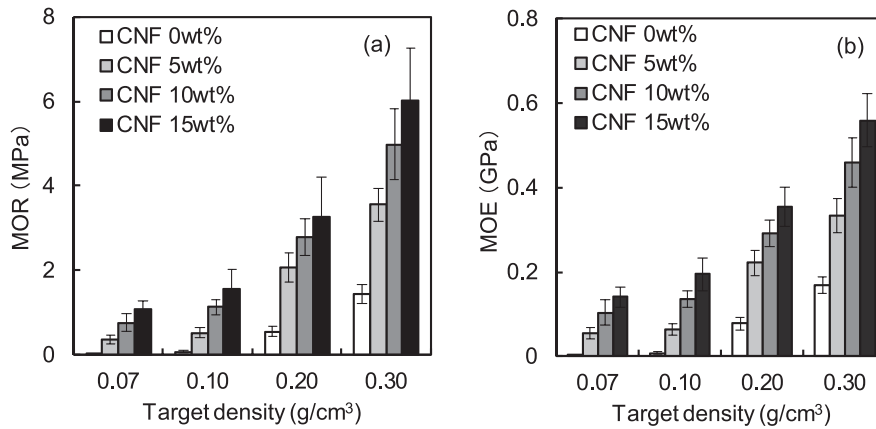 (a)
CNF 0wt%
CNF 5wt%
CNF 10wt%
CNF 15wt%
MOR (MPa)
8
6
4
2
0
0.07 0.10 0.20 0.30
Target density (g/cm³)
(b)
CNF 0wt%
CNF 5wt%
CNF 10wt%
CNF 15wt%
MOE (GPa)
0.8
0.6
0.4
0.2
0
0.07 0.10 0.20 0.30
Target density (g/cm³)